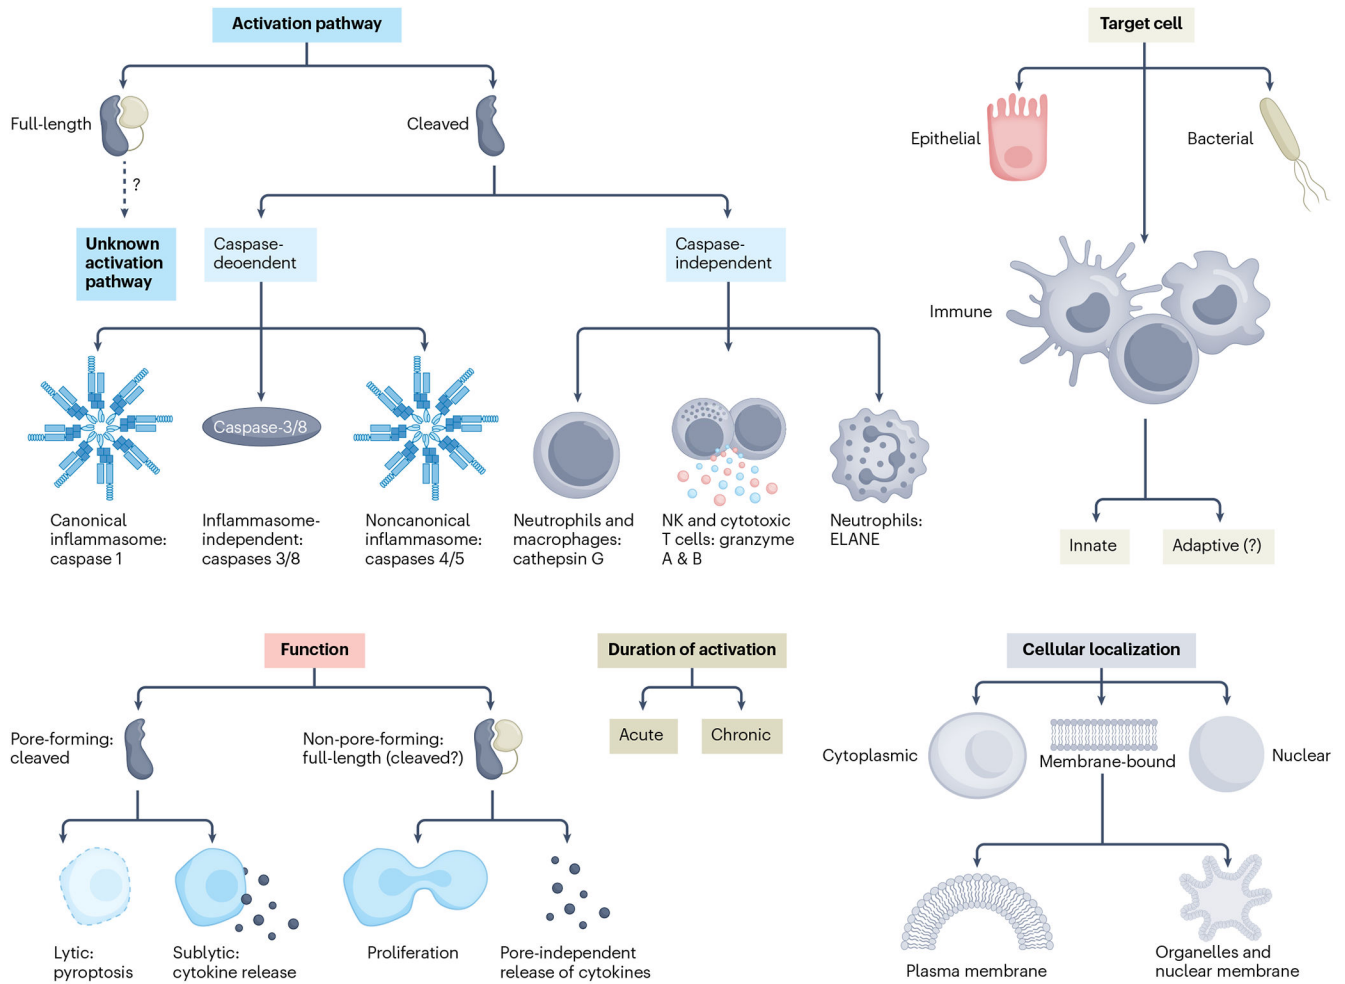 Activation pathway
Full-length
Cleaved
?
Unknown
activation
pathway
Caspase-
deoendent
Caspase-
independent
Caspase-3/8
Canonical
inflammasome:
caspase 1
Inflammasome-
independent:
caspases 3/8
Noncanonical
inflammasome:
caspases 4/5
Neutrophils and
macrophages:
cathepsin G
NK and cytotoxic
T cells: granzyme
A & B
Neutrophils:
ELANE
Target cell
Epithelial
Bacterial
Immune
Innate
Adaptive (?)
Function
Pore-forming:
cleaved
Non-pore-forming:
full-length (cleaved?)
Lytic:
pyroptosis
Sublytic:
cytokine release
Proliferation
Pore-independent
release of cytokines
Duration of activation
Acute
Chronic
Cellular localization
Cytoplasmic
Membrane-bound
Nuclear
Plasma membrane
Organelles and
nuclear membrane